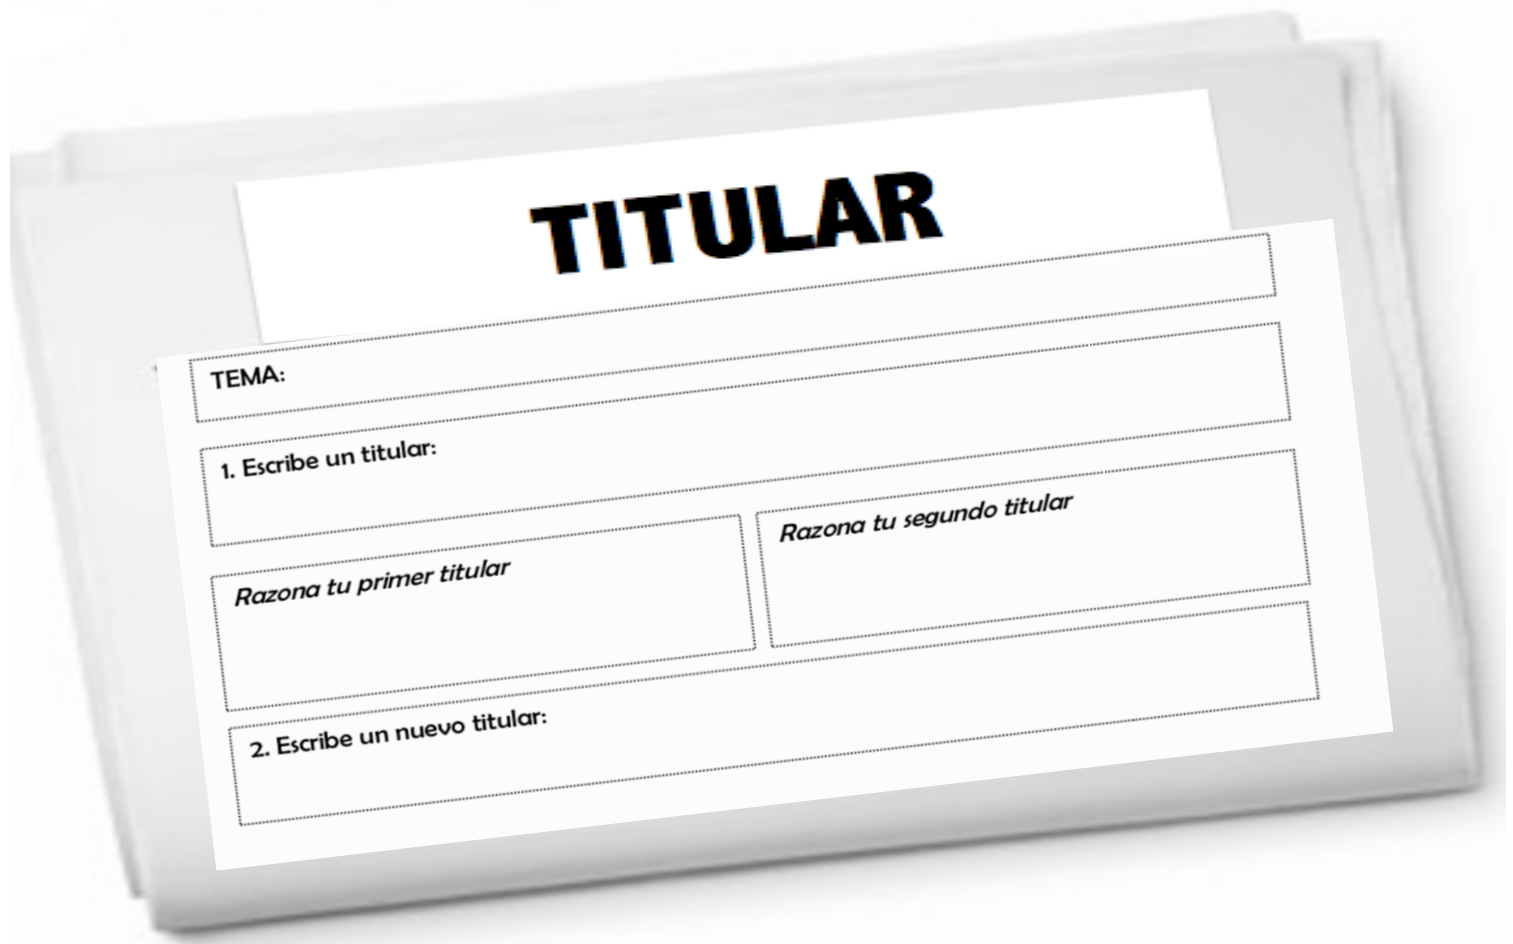 TITULAR
TEMA:
1. Escribe un titular:
Razona tu primer titular
Razona tu segundo titular
2. Escribe un nuevo titular: